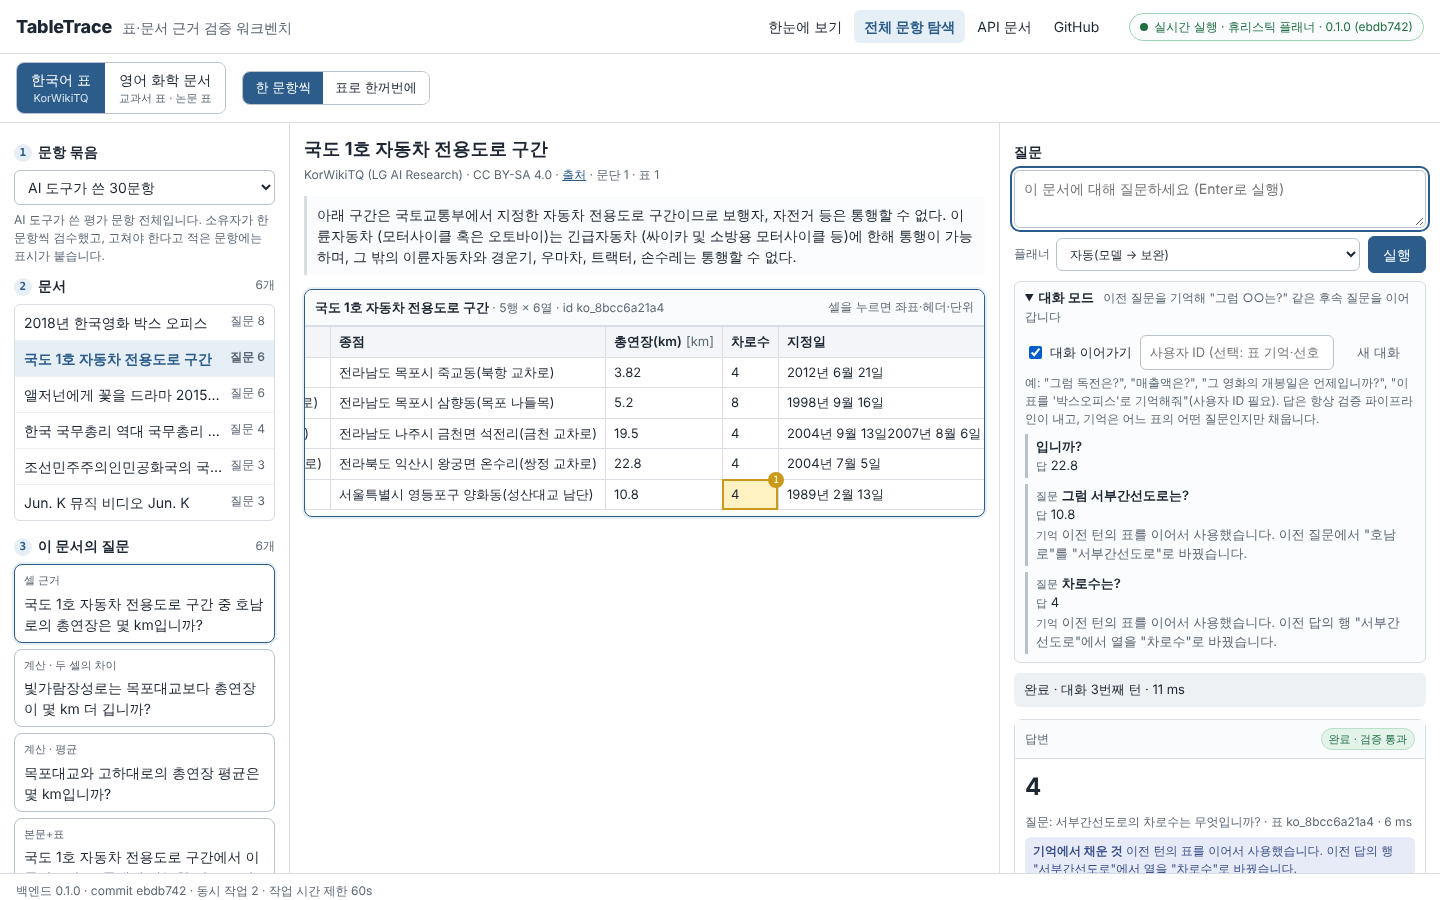 TableTrace 표·문서 근거 검증 워크벤치
한눈에 보기 전체 문항 탐색 API 문서 GitHub 실시간 실행 · 휴리스틱 플래너 · 0.1.0 (ebdb742)
한국어 표
KorWikiTQ
영어 화학 문서
교과서 표 · 논문 표
한 문항씩 표로 한꺼번에
1 문항 묶음
AI 도구가 쓴 30문항
AI 도구가 쓴 평가 문항 전체입니다. 소유자가 한
문항씩 검수했고, 고쳐야 한다고 적은 문항에는
표시가 붙습니다.
2 문서 6개
2018년 한국영화 박스 오피스 질문 8
국도 1호 자동차 전용도로 구간 질문 6
앨저넌에게 꽃을 드라마 2015... 질문 6
한국 국무총리 역대 국무총리 ... 질문 4
조선민주주의인민공화국의 국... 질문 3
Jun. K 뮤직 비디오 Jun. K 질문 3
3 이 문서의 질문 6개
셀 근거
국도 1호 자동차 전용도로 구간 중 호남
로의 총연장은 몇 km입니까?
계산 · 두 셀의 차이
빛가람장성로는 목포대교보다 총연장
이 몇 km 더 깁니까?
계산 · 평균
목포대교와 고하대로의 총연장 평균은
몇 km입니까?
본문+표
국도 1호 자동차 전용도로 구간에서 이
국도 1호 자동차 전용도로 구간
KorWikiTQ (LG AI Research) · CC BY-SA 4.0 · 출처 · 문단 1 · 표 1
아래 구간은 국토교통부에서 지정한 자동차 전용도로 구간이므로 보행자, 자전거 등은 통행할 수 없다. 이
륜자동차 (모터사이클 혹은 오토바이)는 긴급자동차 (싸이카 및 소방용 모터사이클 등)에 한해 통행이 가능
하며, 그 밖의 이륜자동차와 경운기, 우마차, 트랙터, 손수레는 통행할 수 없다.
국도 1호 자동차 전용도로 구간 · 5행 × 6열 · id ko_8bcc6a21a4 셀을 누르면 좌표·헤더·단위
종점 총연장(km) [km] 차로수 지정일
전라남도 목포시 죽교동(북항 교차로) 3.82 4 2012년 6월 21일
로) 전라남도 목포시 삼향동(목포 나들목) 5.2 8 1998년 9월 16일
) 전라남도 나주시 금천면 석전리(금천 교차로) 19.5 4 2004년 9월 13일2007년 8월 6일
로) 전라북도 익산시 왕궁면 온수리(쌍정 교차로) 22.8 4 2004년 7월 5일
서울특별시 영등포구 양화동(성산대교 남단) 10.8 4 1 1989년 2월 13일
질문
이 문서에 대해 질문하세요 (Enter로 실행)
플래너 자동(모델 → 보완) 실행
▼ 대화 모드 이전 질문을 기억해 "그럼 ○○는?" 같은 후속 질문을 이어
갑니다
대화 이어가기 사용자 ID (선택: 표 기억·선호 새 대화
예: "그럼 독전은?", "매출액은?", "그 영화의 개봉일은 언제입니까?", "이
표를 '박스오피스'로 기억해줘"(사용자 ID 필요). 답은 항상 검증 파이프라
인이 내고, 기억은 어느 표의 어떤 질문인지만 채웁니다.
입니까?
답 22.8
질문 그럼 서부간선도로는?
답 10.8
기억 이전 턴의 표를 이어서 사용했습니다. 이전 질문에서 "호남
로"를 "서부간선도로"로 바꿨습니다.
질문 차로수는?
답 4
기억 이전 턴의 표를 이어서 사용했습니다. 이전 답의 행 "서부간
선도로"에서 열을 "차로수"로 바꿨습니다.
완료 · 대화 3번째 턴 · 11 ms
답변 완료 · 검증 통과
4
질문: 서부간선도로의 차로수는 무엇입니까? · 표 ko_8bcc6a21a4 · 6 ms
기억에서 채운 것 이전 턴의 표를 이어서 사용했습니다. 이전 답의 행
"서부간선도로"에서 열을 "차로수"로 바꿨습니다.
백엔드 0.1.0 · commit ebdb742 · 동시 작업 2 · 작업 시간 제한 60s